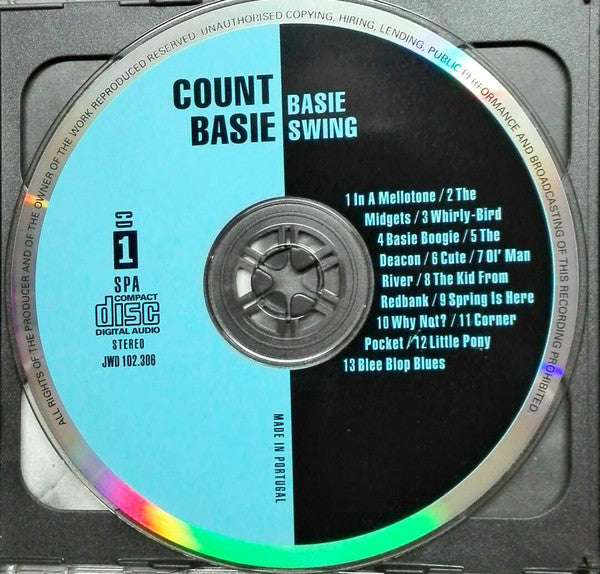 ALL RIGHTS OF THE PRODUCER AND OF THE OWNER OF THE WORK REPRODUCED RESERVED. UNAUTHORISED COPYING, HIRING, LENDING, PUBLIC PERFORMANCE AND BROADCASTING OF THIS RECORDING PROHIBITED.
COUNT
BASIE
BASIE
SWING
CD
1
SPA
COMPACT
disc
DIGITAL AUDIO
STEREO
JWD 102.306
1 In A Mellotone / 2 The
Midgets / 3 Whirly-Bird
4 Basie Boogie / 5 The
Deacon / 6 Cute / 7 Ol' Man
River / 8 The Kid From
Redbank / 9 Spring Is Here
10 Why Not? / 11 Corner
Pocket / 12 Little Pony
13 Blee Blop Blues
MADE IN PORTUGAL